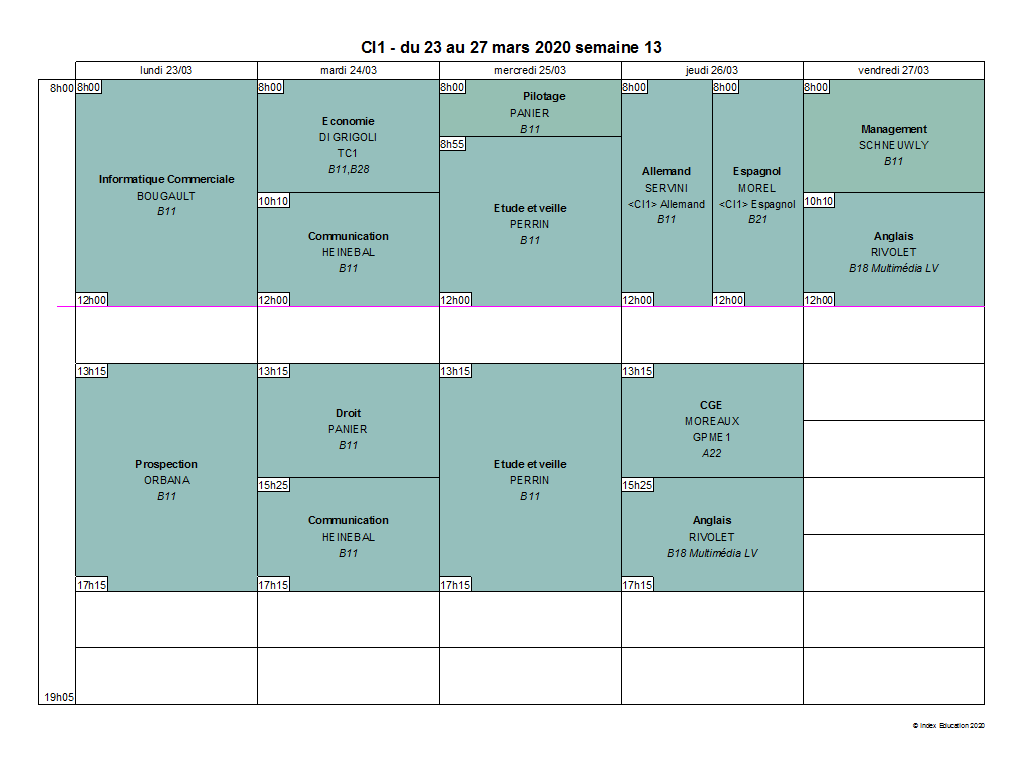 CI1 - du 23 au 27 mars 2020 semaine 13
lundi 23/03
mardi 24/03
mercredi 25/03
jeudi 26/03
vendredi 27/03
8h00
19h05
8h00
Informatique Commerciale
BOUGAULT
B11
12h00
13h15
Prospection
ORBANA
B11
17h15
8h00
Economie
DI GRIGOLI
TC1
B11,B28
10h10
Communication
HEINEBAL
B11
12h00
13h15
Droit
PANIER
B11
15h25
Communication
HEINEBAL
B11
17h15
8h00
Pilotage
PANIER
B11
8h55
Etude et veille
PERRIN
B11
12h00
13h15
Etude et veille
PERRIN
B11
17h15
8h00
Allemand
SERVINI
<CI1> Allemand
B11
12h00
8h00
Espagnol
MOREL
<CI1> Espagnol
B21
12h00
13h15
CGE
MOREAUX
GPME1
A22
15h25
Anglais
RIVOLET
B18 Multimédia LV
17h15
8h00
Management
SCHNEUWLY
B11
10h10
Anglais
RIVOLET
B18 Multimédia LV
12h00
© Index Education 2020